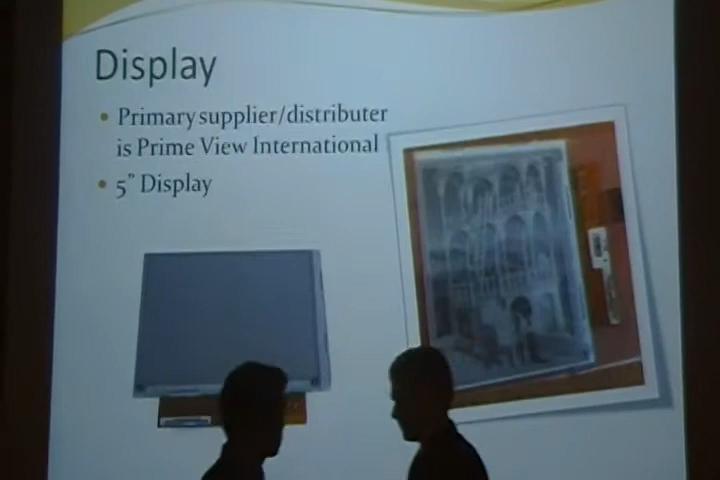 Display
• Primary supplier/distributer
is Prime View International
• 5” Display